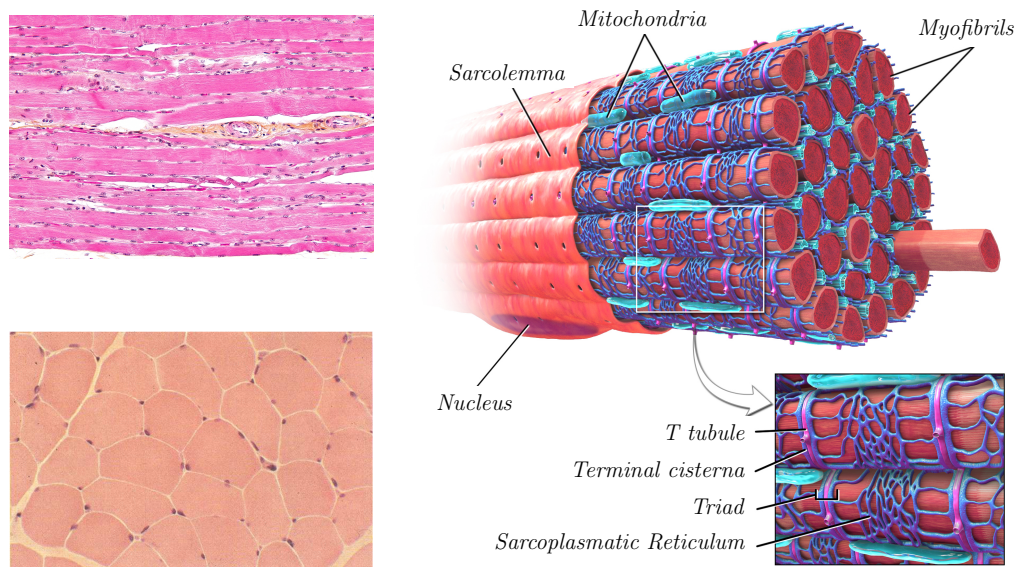 Mitochondria
Myofibrils
Sarcolemma
Nucleus
T tubule
Terminal cisterna
Triad
Sarcoplasmatic Reticulum